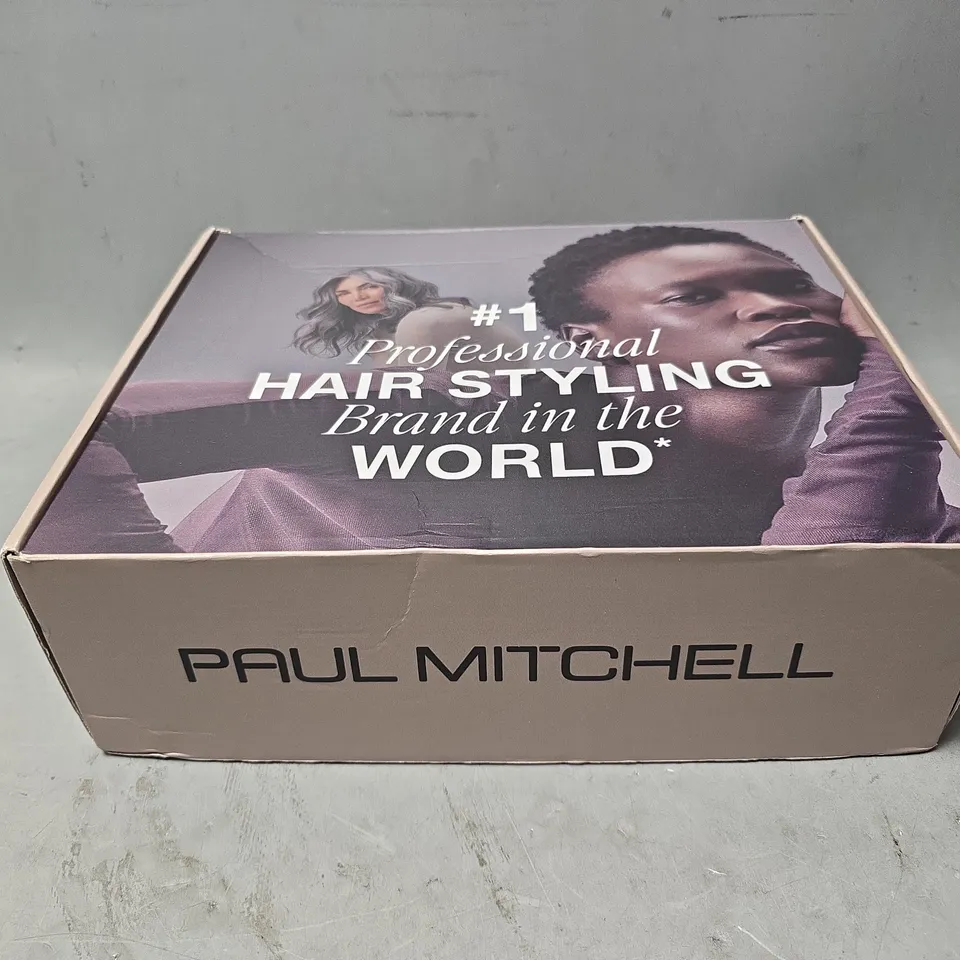 #1
Professional
HAIR STYLING
Brand in the
WORLD*
PAUL MITCHELL